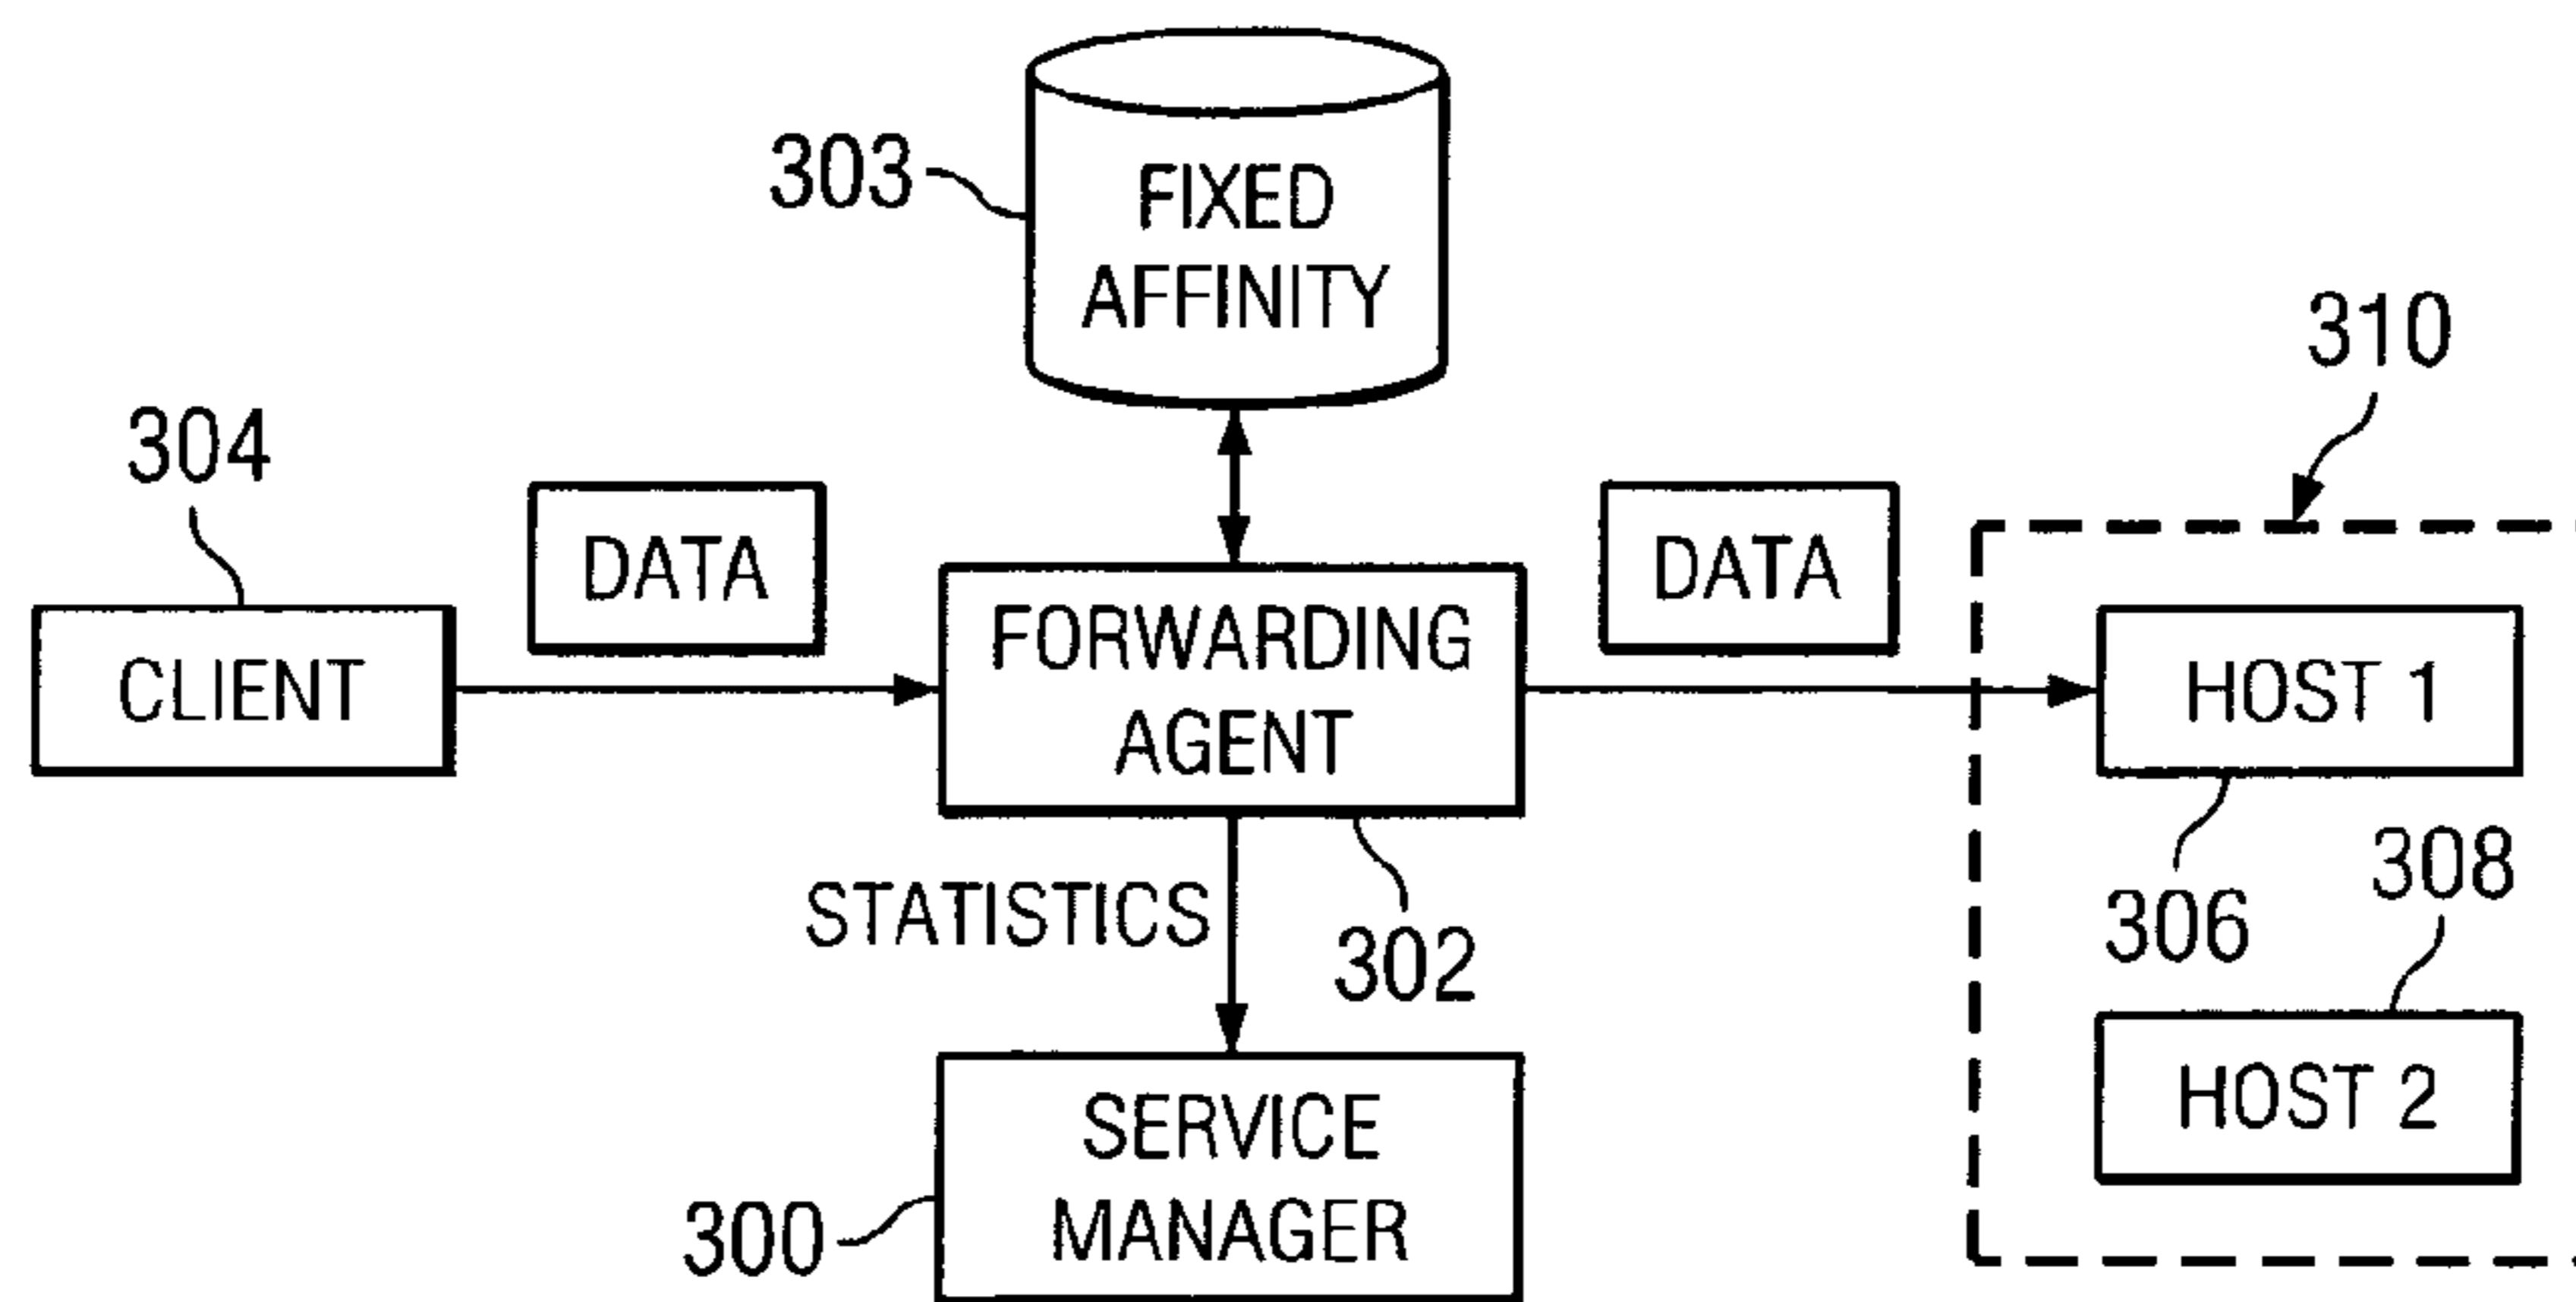 303
FIXED
AFFINITY
310
304
DATA
DATA
CLIENT
FORWARDING
AGENT
HOST 1
STATISTICS
302
306
308
SERVICE
MANAGER
300
HOST 2